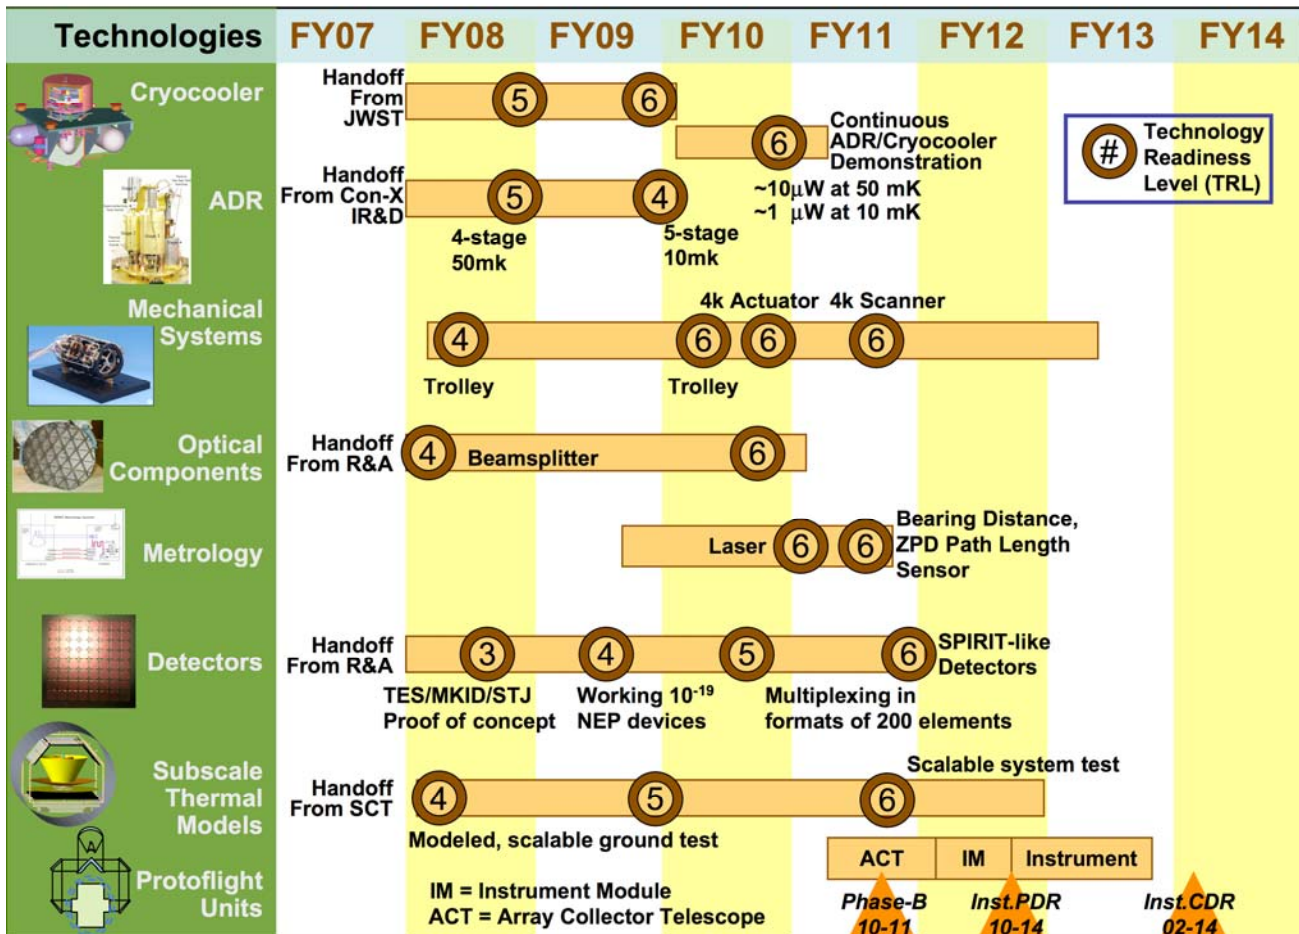 Technologies FY07 FY08 FY09 FY10 FY11 FY12 FY13 FY14
Cryocooler
Handoff
From
JWST
5
6
6
Continuous
ADR/Cryocooler
Demonstration
~10µW at 50 mK
~1 µW at 10 mK
#
Technology
Readiness
Level (TRL)
ADR
Handoff
From Con-X
IR&D
5
4
4-stage
50mk
5-stage
10mk
Mechanical
Systems
4k Actuator
4k Scanner
4
6
6
6
Trolley
Trolley
Optical
Components
Handoff
From R&A
4
Beamsplitter
6
Metrology
Laser
6
6
Bearing Distance,
ZPD Path Length
Sensor
Detectors
Handoff
From R&A
3
4
5
6
SPIRIT-like
Detectors
TES/MKID/STJ
Proof of concept
Working 10⁻¹⁹
NEP devices
Multiplexing in
formats of 200 elements
Subscale
Thermal
Models
Handoff
From SCT
4
5
6
Scalable system test
Modeled, scalable ground test
Protoflight
Units
ACT
IM
Instrument
IM = Instrument Module
ACT = Array Collector Telescope
Phase-B
10-11
Inst.PDR
10-14
Inst.CDR
02-14